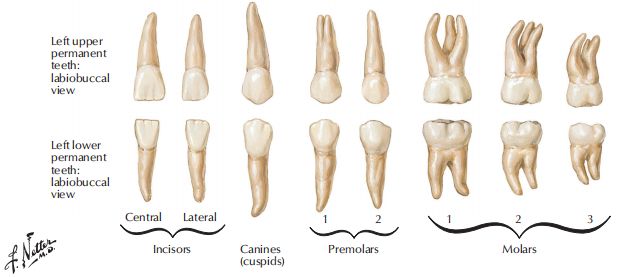 Left upper
permanent
teeth:
labiobuccal
view
Left lower
permanent
teeth:
labiobuccal
view
Central Lateral 1 2 1 2 3
Incisors Canines Premolars Molars
(cuspids)
F. Netter
M.D.